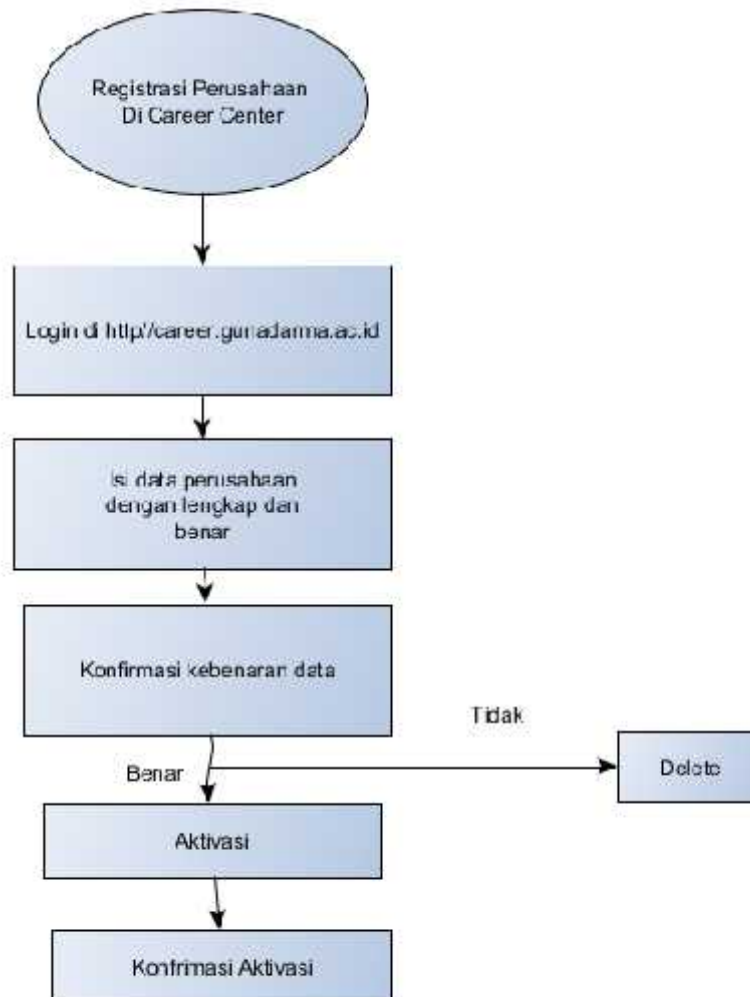 Registrasi Perusahaan
Di Career Center
Login di http//career.gunadarma.ac.id
Isi data perusahaan
dengan lengkap dan
benar
Konfirmasi kebenaran data
Tidak
Benar
Delete
Aktivasi
Konfrimasi Aktivasi